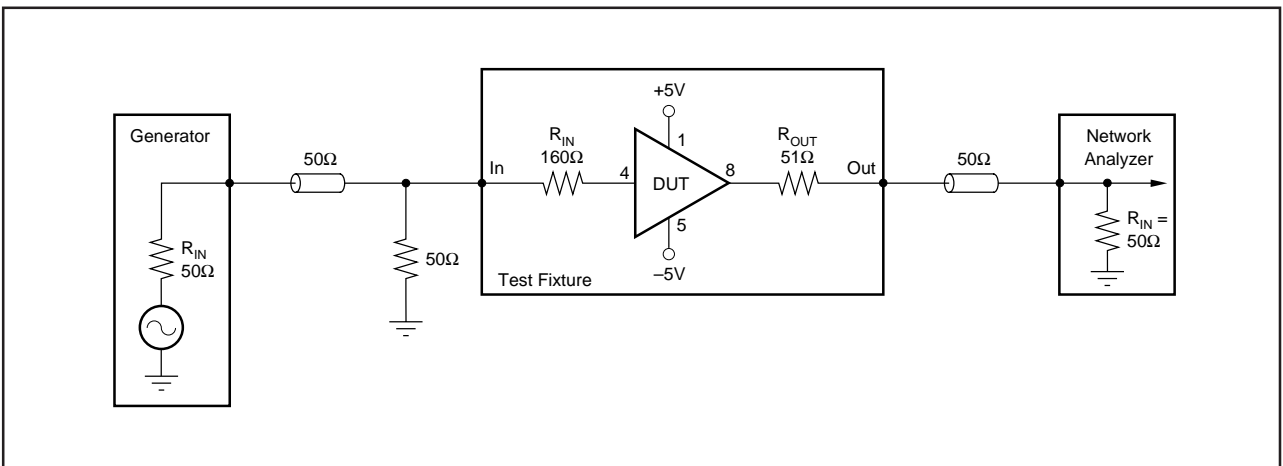 Generator
R_IN
50Ω
50Ω
50Ω
In
R_IN
160Ω
4
DUT
+5V
1
8
5
–5V
R_OUT
51Ω
Out
Test Fixture
50Ω
Network
Analyzer
R_IN =
50Ω